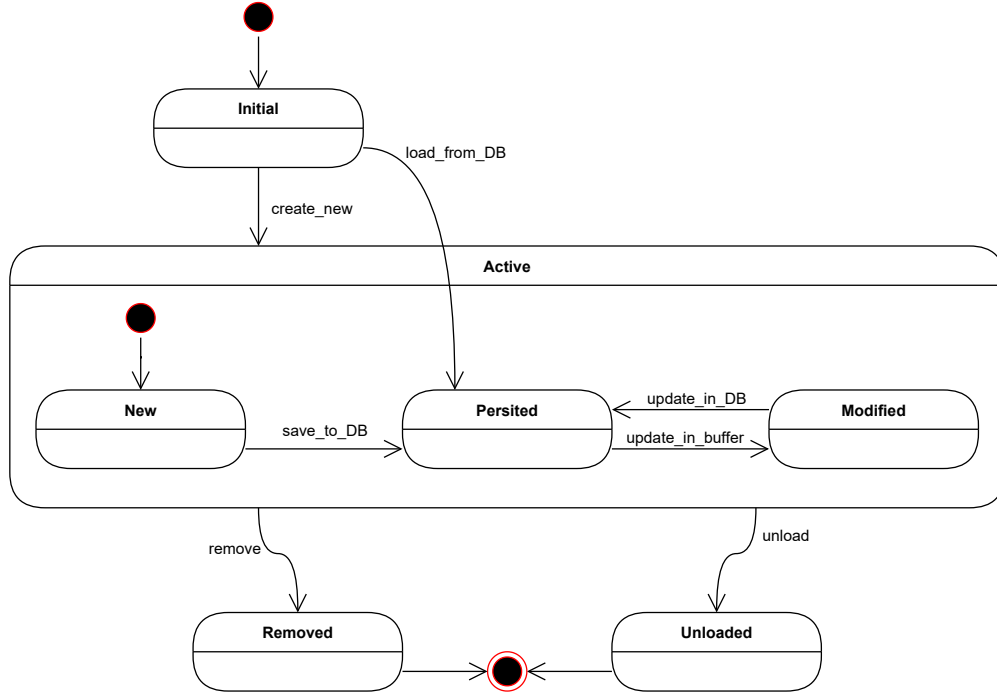 Initial
load_from_DB
create_new
Active
New
Persited
update_in_DB
Modified
save_to_DB
update_in_buffer
remove
unload
Removed
Unloaded